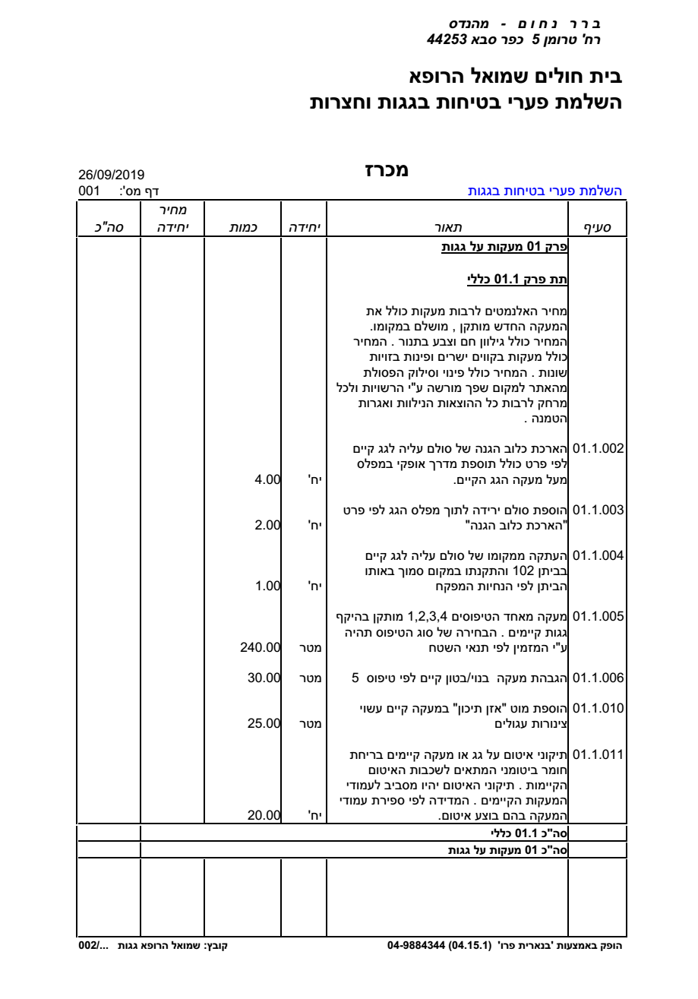 ברר נחום - מהנדס
רח' טרומן 5 כפר סבא 44253
בית חולים שמואל הרופא
השלמת פערי בטיחות בגגות וחצרות
מכרז
26/09/2019
השלמת פערי בטיחות בגגות דף מס': 001
סעיף תאור יחידה כמות מחיר יחידה סה"כ
פרק 01 מעקות על גגות
תת פרק 01.1 כללי
מחיר האלנמטים לרבות מעקות כולל את
המעקה החדש מותקן , מושלם במקומו.
המחיר כולל גילוון חם וצבע בתנור . המחיר
כולל מעקות בקווים ישרים ופינות בזויות
שונות . המחיר כולל פינוי וסילוק הפסולת
מהאתר למקום שפך מורשה ע"י הרשויות ולכל
מרחק לרבות כל ההוצאות הנילוות ואגרות
הטמנה .
01.1.002 הארכת כלוב הגנה של סולם עליה לגג קיים
לפי פרט כולל תוספת מדרך אופקי במפלס
מעל מעקה הגג הקיים. יח' 4.00
01.1.003 הוספת סולם ירידה לתוך מפלס הגג לפי פרט
"הארכת כלוב הגנה" יח' 2.00
01.1.004 העתקה ממקומו של סולם עליה לגג קיים
בביתן 102 והתקנתו במקום סמוך באותו
הביתן לפי הנחיות המפקח יח' 1.00
01.1.005 מעקה מאחד הטיפוסים 1,2,3,4 מותקן בהיקף
גגות קיימים . הבחירה של סוג הטיפוס תהיה
ע"י המזמין לפי תנאי השטח מטר 240.00
01.1.006 הגבהת מעקה בנוי/בטון קיים לפי טיפוס 5 מטר 30.00
01.1.010 הוספת מוט "אזן תיכון" במעקה קיים עשוי
צינורות עגולים מטר 25.00
01.1.011 תיקוני איטום על גג או מעקה קיימים בריחת
חומר ביטומני המתאים לשכבות האיטום
הקיימות . תיקוני האיטום יהיו מסביב לעמודי
המעקות הקיימים . המדידה לפי ספירת עמודי
המעקה בהם בוצע איטום. יח' 20.00
סה"כ 01.1 כללי
סה"כ 01 מעקות על גגות
הופק באמצעות 'בנארית פרו' (04.15.1) 04-9884344 קובץ: שמואל הרופא גגות 002/...